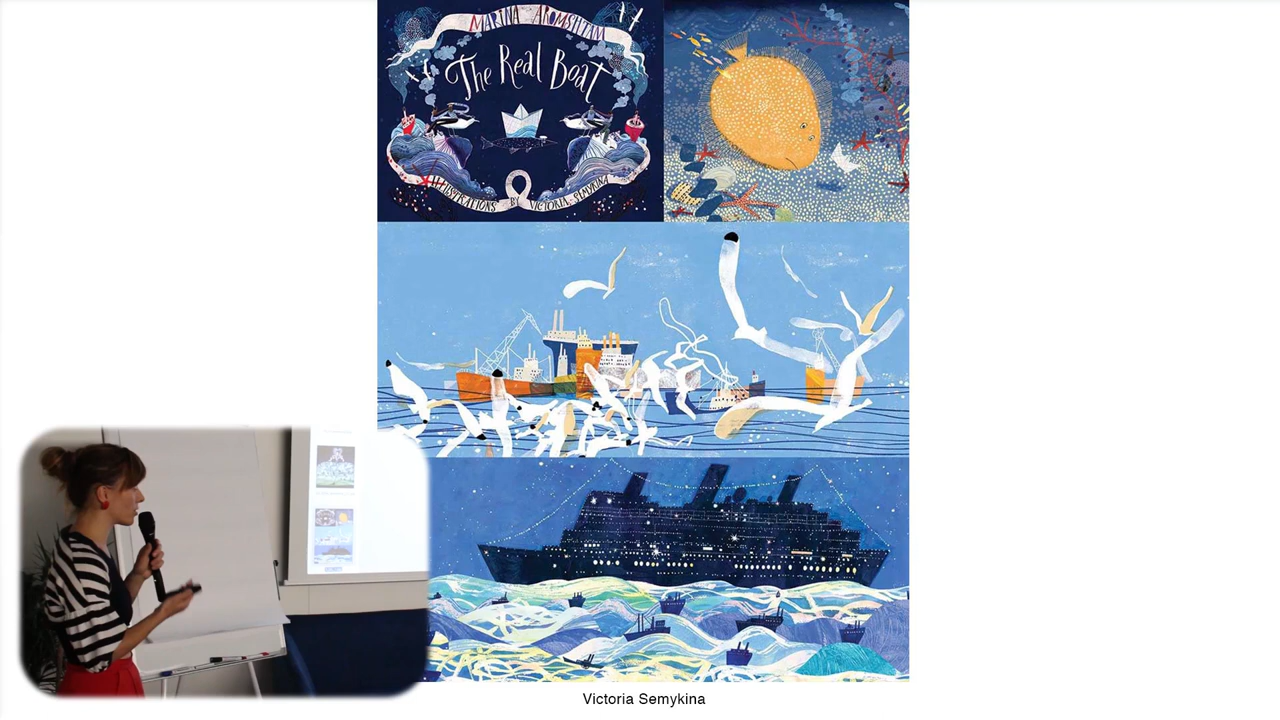 MARINA AROMSHTAM
The Real Boat
ILLUSTRATIONS BY VICTORIA SEMYKINA
Victoria Semykina